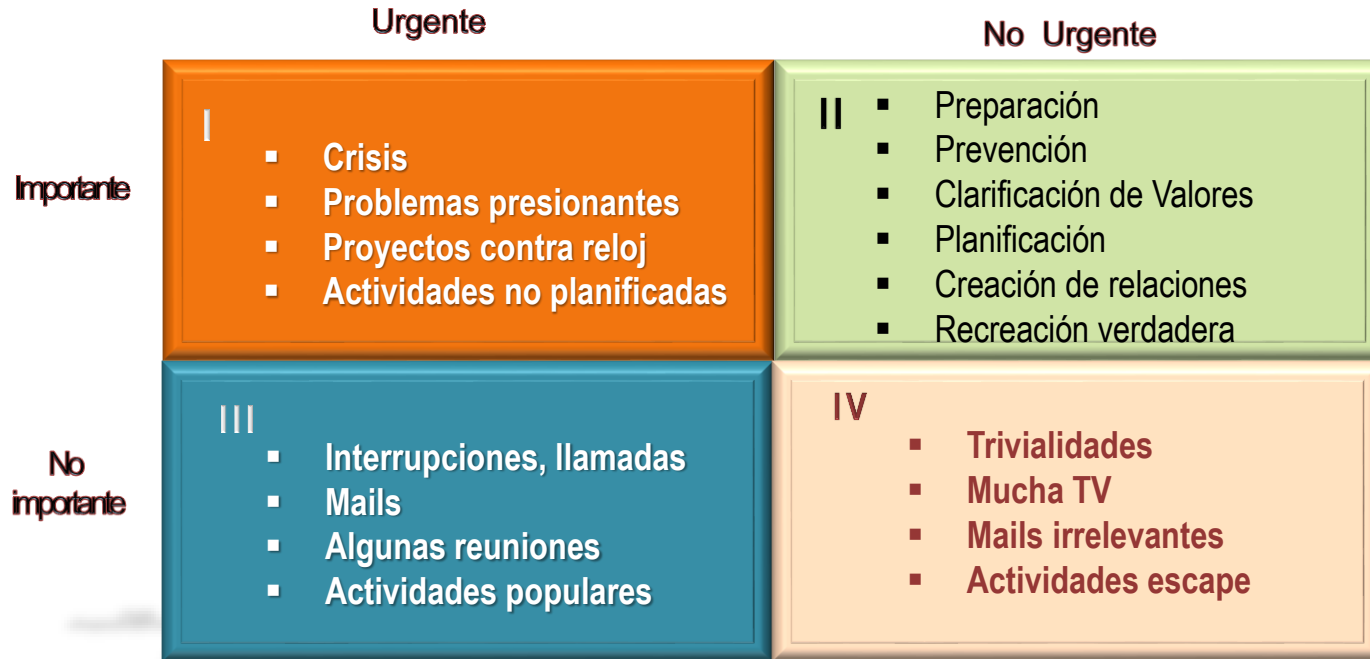 Urgente
No Urgente
Importante
I
Crisis
Problemas presionantes
Proyectos contra reloj
Actividades no planificadas
II
Preparación
Prevención
Clarificación de Valores
Planificación
Creación de relaciones
Recreación verdadera
No
importante
III
Interrupciones, llamadas
Mails
Algunas reuniones
Actividades populares
IV
Trivialidades
Mucha TV
Mails irrelevantes
Actividades escape